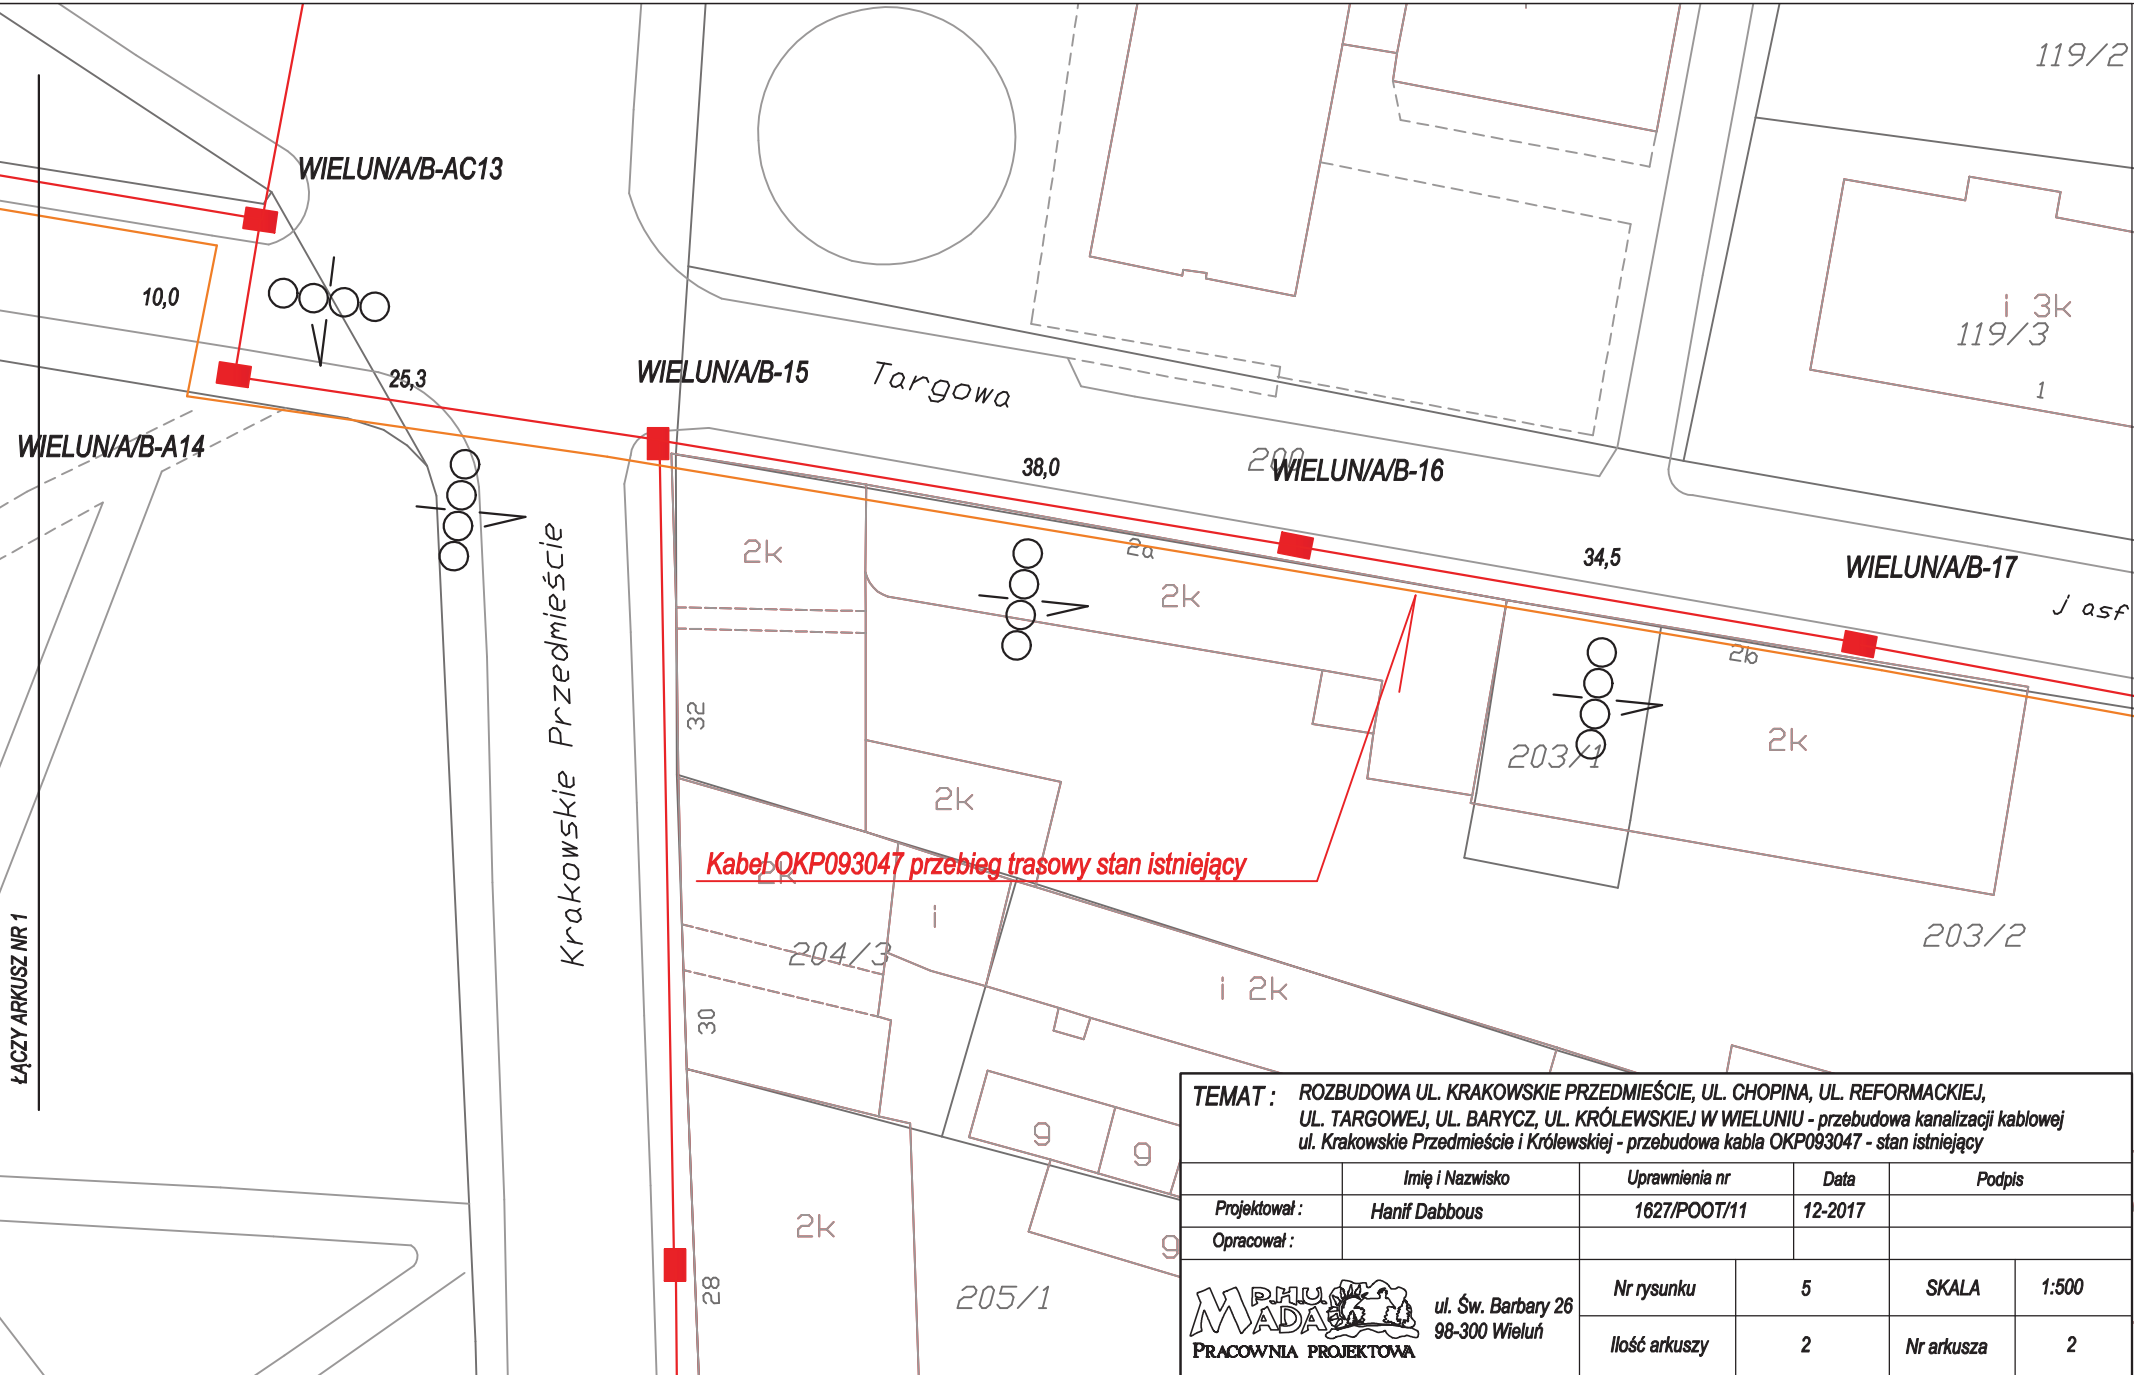 119/2
WIELUN/A/B-AC13
10,0
i 3k
119/3
1
25,3
WIELUN/A/B-15
Targowa
WIELUN/A/B-A14
38,0
200
WIELUN/A/B-16
2k
2a
2k
34,5
WIELUN/A/B-17
j asf
2b
Krakowskie Przedmieście
32
203/1
2k
2k
Kabel OKP093047 przebieg trasowy stan istniejący
2k
i
204/3
203/2
i 2k
ŁĄCZY ARKUSZ NR 1
30
g
g
2k
g
28
205/1
TEMAT : ROZBUDOWA UL. KRAKOWSKIE PRZEDMIEŚCIE, UL. CHOPINA, UL. REFORMACKIEJ,
UL. TARGOWEJ, UL. BARYCZ, UL. KRÓLEWSKIEJ W WIELUNIU - przebudowa kanalizacji kablowej
ul. Krakowskie Przedmieście i Królewskiej - przebudowa kabla OKP093047 - stan istniejący
Imię i Nazwisko Uprawnienia nr Data Podpis
Projektował : Hanif Dabbous 1627/POOT/11 12-2017
Opracował :
P.H.U.
MADA
PRACOWNIA PROJEKTOWA
ul. Św. Barbary 26
98-300 Wieluń
Nr rysunku 5 SKALA 1:500
Ilość arkuszy 2 Nr arkusza 2